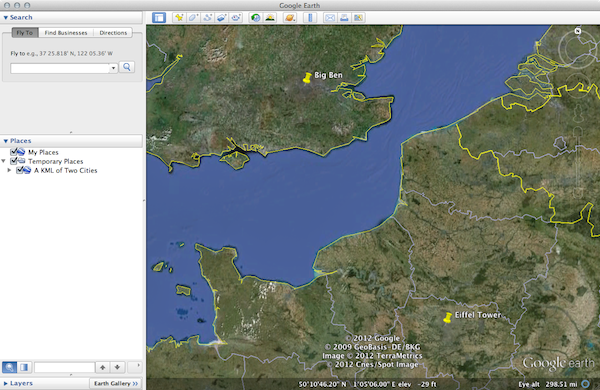 Google Earth
Search
Fly To
Find Businesses
Directions
Fly to e.g., 37 25.818' N, 122 05.36' W
Places
My Places
Temporary Places
A KML of Two Cities
Layers
Earth Gallery >>
Big Ben
Eiffel Tower
© 2012 Google
© 2009 GeoBasis-DE/BKG
Image © 2012 TerraMetrics
© 2012 Cnes/Spot Image
Google earth
50°10'46.20" N 1°05'06.00" E elev -29 ft Eye alt 298.51 mi